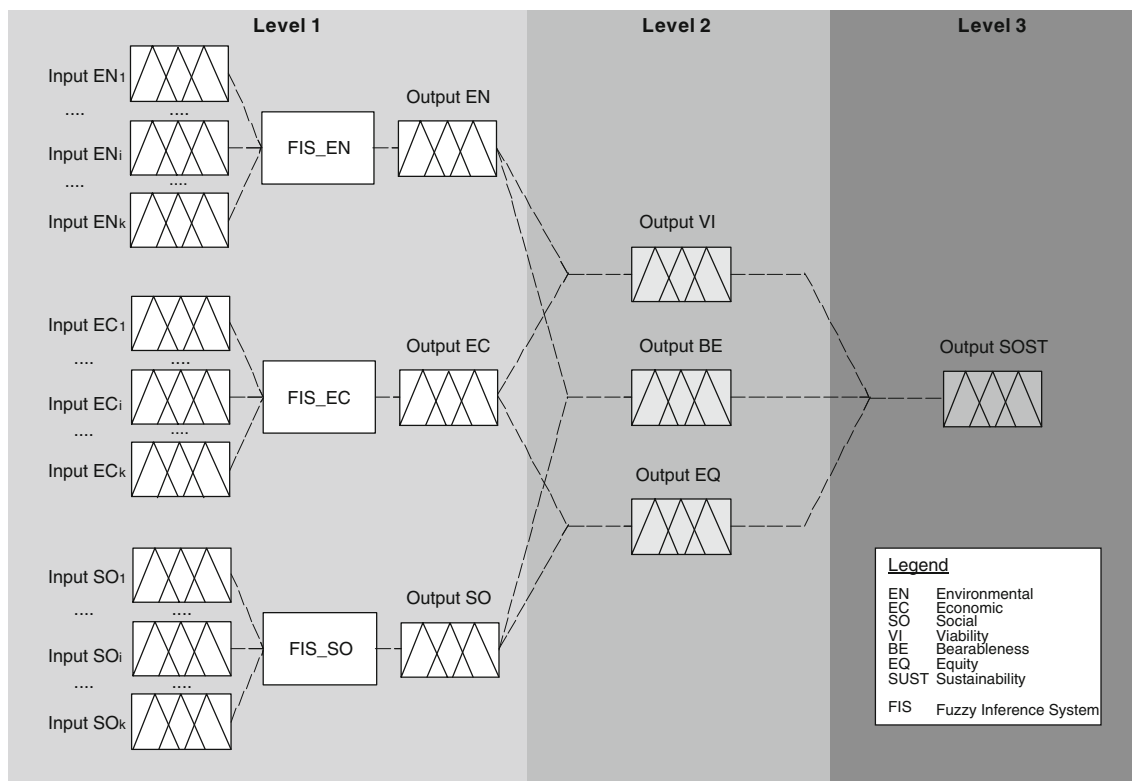 Level 1
Level 2
Level 3
Input EN1
....
....
Input ENi
....
....
Input ENk
FIS_EN
Output EN
Input EC1
....
....
Input ECi
....
....
Input ECk
FIS_EC
Output EC
Input SO1
....
....
Input SOi
....
....
Input SOk
FIS_SO
Output SO
Output VI
Output BE
Output EQ
Output SOST
Legend
EN Environmental
EC Economic
SO Social
VI Viability
BE Bearableness
EQ Equity
SUST Sustainability
FIS Fuzzy Inference System